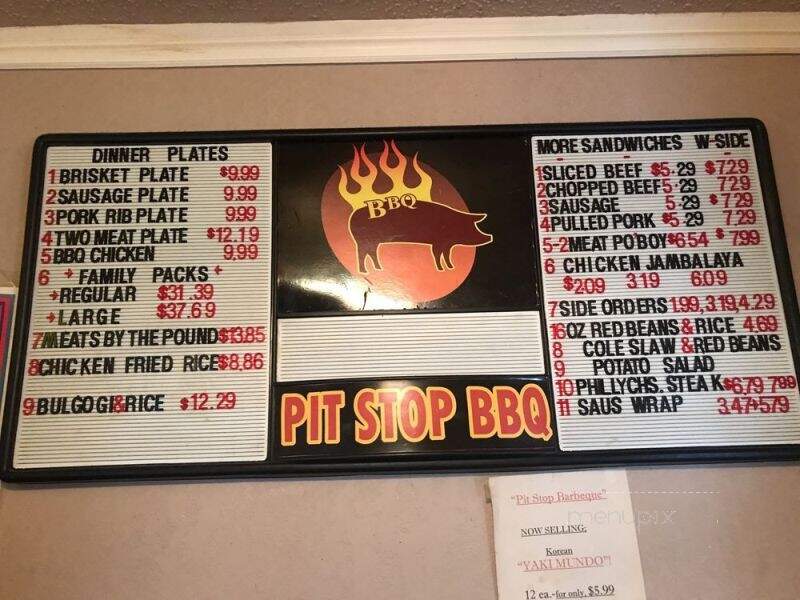 DINNER PLATES
1 BRISKET PLATE $9.99
2 SAUSAGE PLATE 9.99
3 PORK RIB PLATE 9.99
4 TWO MEAT PLATE $12.19
5 BBQ CHICKEN 9.99
6 + FAMILY PACKS +
+ REGULAR $31.39
+ LARGE $37.69
7 MEATS BY THE POUND $13.85
8 CHICKEN FRIED RICE $8.86
9 BULGOGI & RICE $12.29
BBQ
PIT STOP BBQ
MORE SANDWICHES W-SIDE
1 SLICED BEEF $5.29 $7.29
2 CHOPPED BEEF 5.29 7.29
3 SAUSAGE 5.29 $7.29
4 PULLED POR​K $5.29 7.29
5-2 MEAT PO'BOY $6.54 $7.99
6 CHICKEN JAMBALAYA
$2.09 3.19 6.09
7 SIDE ORDERS 1.99, 3.19, 4.29
16OZ RED BEANS & RICE 4.69
8 COLE SLAW & RED BEANS
9 POTATO SALAD
10 PHILLY CHS. STEAK $6.79 7.99
11 SAUS WRAP 3.47+5.79
"Pit Stop Barbeque"
menupix
NOW SELLING:
Korean
"YAKI MUNDO"!
12 ea.-for only. $5.99